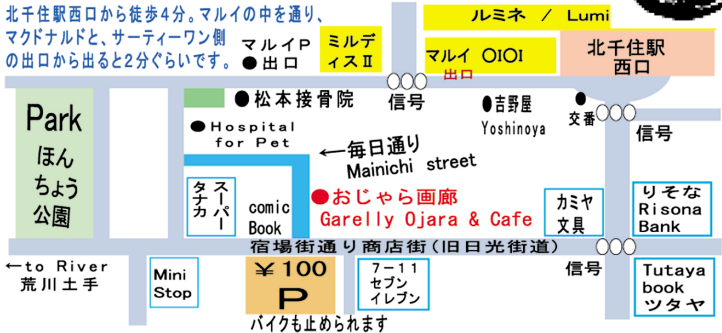 北千住駅西口から徒歩4分。マルイの中を通り、
マクドナルドと、サーティーワン側
の出口から出ると2分ぐらいです。
ルミネ / Lumi
マルイP
●出口
ミルデ
ィスⅡ
マルイ OIOI
出口
北千住駅
西口
Park
ほん
ちょう
公園
●松本接骨院
信号
●吉野屋
Yoshinoya
交番
信号
●Hospital
for Pet
←毎日通り
Mainichi street
スーパー
タナカ
comic
Book
●おじゃら画廊
Garelly Ojara & Cafe
カミヤ
文具
りそな
Risona
Bank
宿場街通り商店街(旧日光街道)
←to River
荒川土手
Mini
Stop
¥100
P
バイクも止められます
7-11
セブン
イレブン
信号
Tutaya
book
ツタヤ